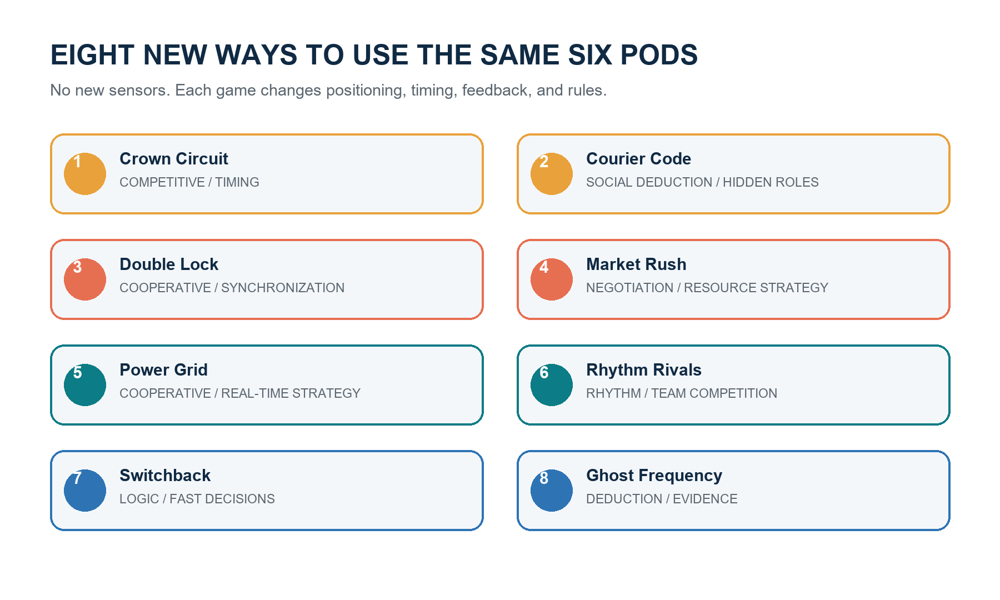 EIGHT NEW WAYS TO USE THE SAME SIX PODS
No new sensors. Each game changes positioning, timing, feedback, and rules.
1
Crown Circuit
COMPETITIVE / TIMING
2
Courier Code
SOCIAL DEDUCTION / HIDDEN ROLES
3
Double Lock
COOPERATIVE / SYNCHRONIZATION
4
Market Rush
NEGOTIATION / RESOURCE STRATEGY
5
Power Grid
COOPERATIVE / REAL-TIME STRATEGY
6
Rhythm Rivals
RHYTHM / TEAM COMPETITION
7
Switchback
LOGIC / FAST DECISIONS
8
Ghost Frequency
DEDUCTION / EVIDENCE